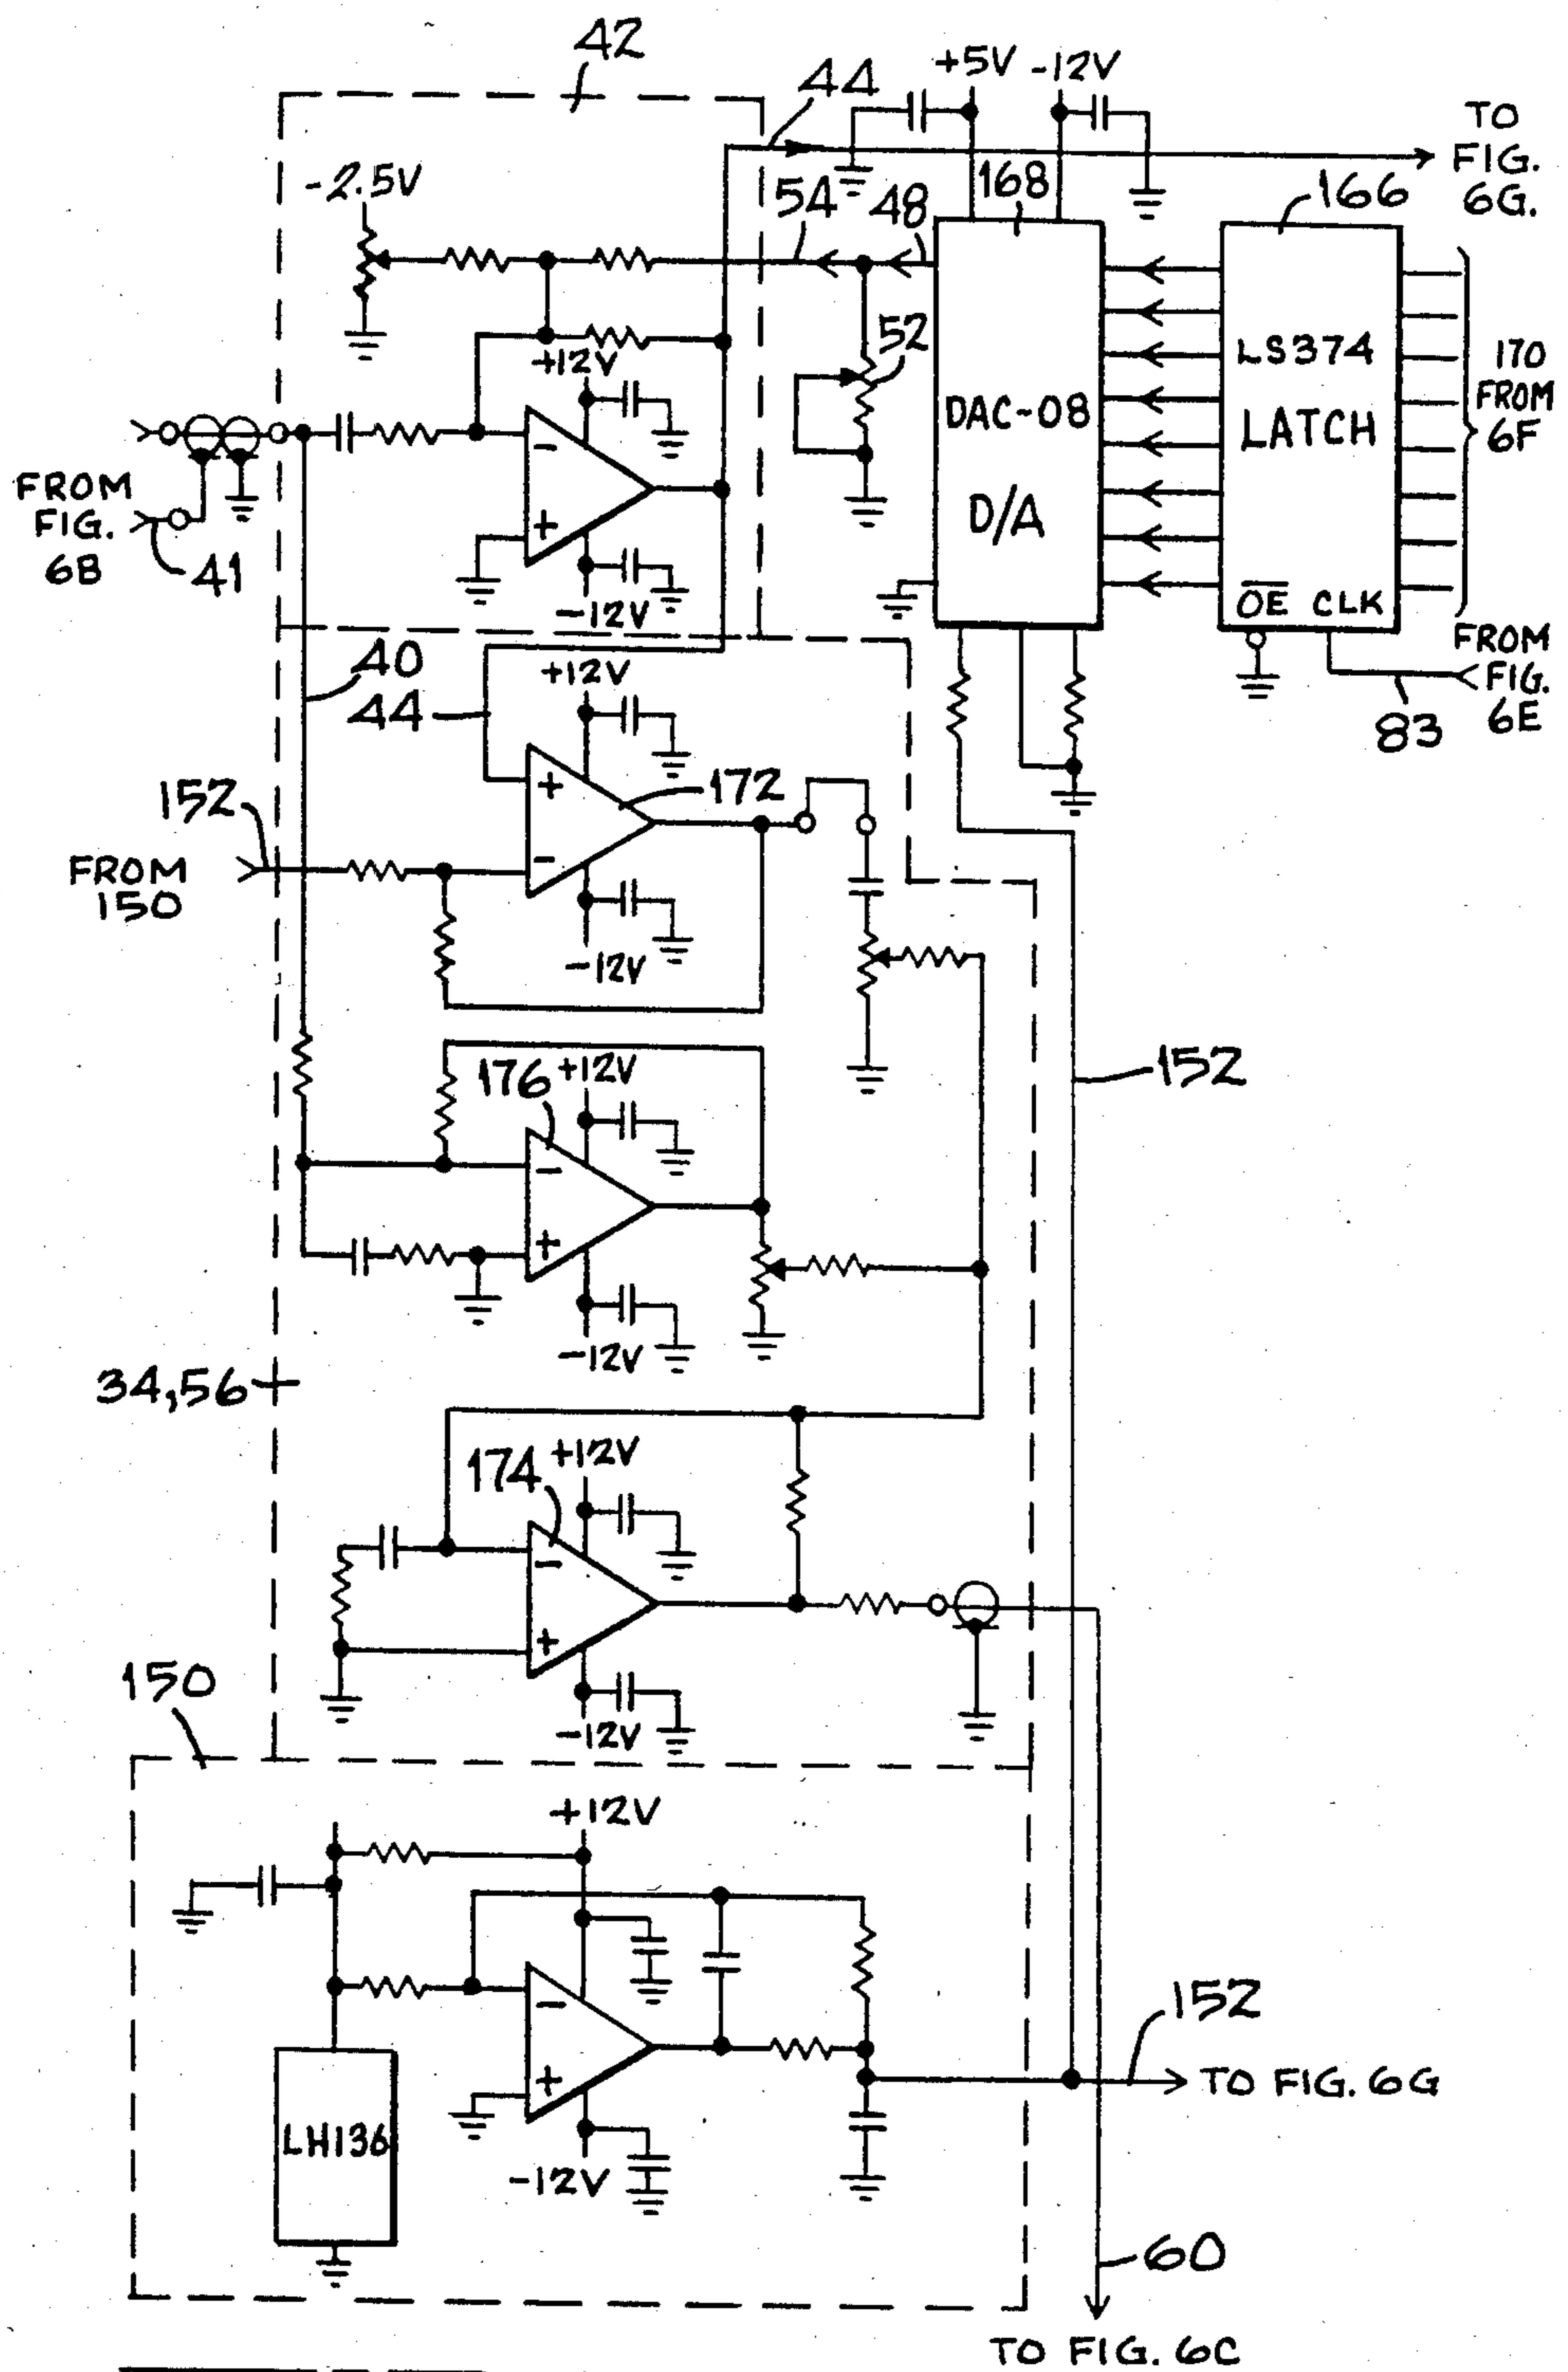 42
44
+5V -12V
TO
FIG.
6G.
-2.5V
54 48
168
166
52
+12V
DAC-08
D/A
LS374
LATCH
170
FROM
6F
FROM
FIG.
6B
41
-
+
-12V
OE CLK
FROM
FIG.
6E
83
40
44
+12V
+
-
172
152
FROM
150
-12V
176 +12V
-
+
-12V
152
34,56
174 +12V
-
+
-12V
150
+12V
-
+
-12V
LH136
152
TO FIG. 6G
60
TO FIG. 6C